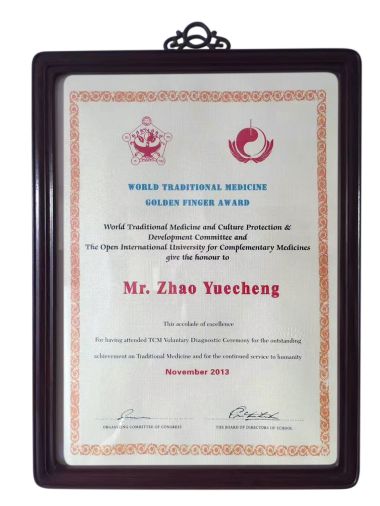 WORLD TRADITIONAL MEDICINE
GOLDEN FINGER AWARD
World Traditional Medicine and Culture Protection &
Development Committee and
The Open International University for Complementary Medicines
give the honour to
Mr. Zhao Yuecheng
This accolade of excellence
For having attended TCM Voluntary Diagnostic Ceremony for the outstanding
achievement on Traditional Medicine and for the continued service to humanity
November 2013
ORGANIZING COMMITTEE OF CONGRESS
THE BOARD OF DIRECTORS OF SCHOOL